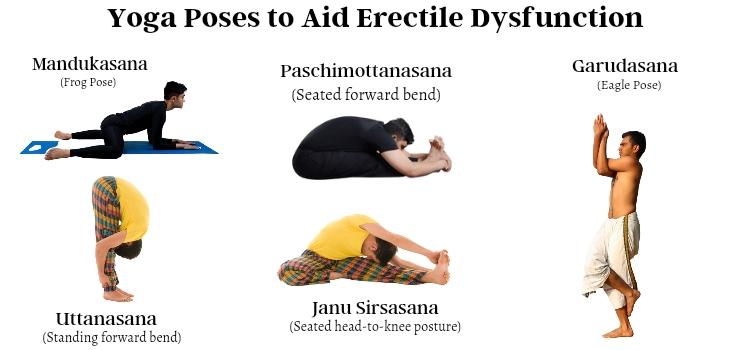 Yoga Poses to Aid Erectile Dysfunction
Mandukasana
(Frog Pose)
Paschimottanasana
(Seated forward bend)
Garudasana
(Eagle Pose)
Uttanasana
(Standing forward bend)
Janu Sirsasana
(Seated head-to-knee posture)